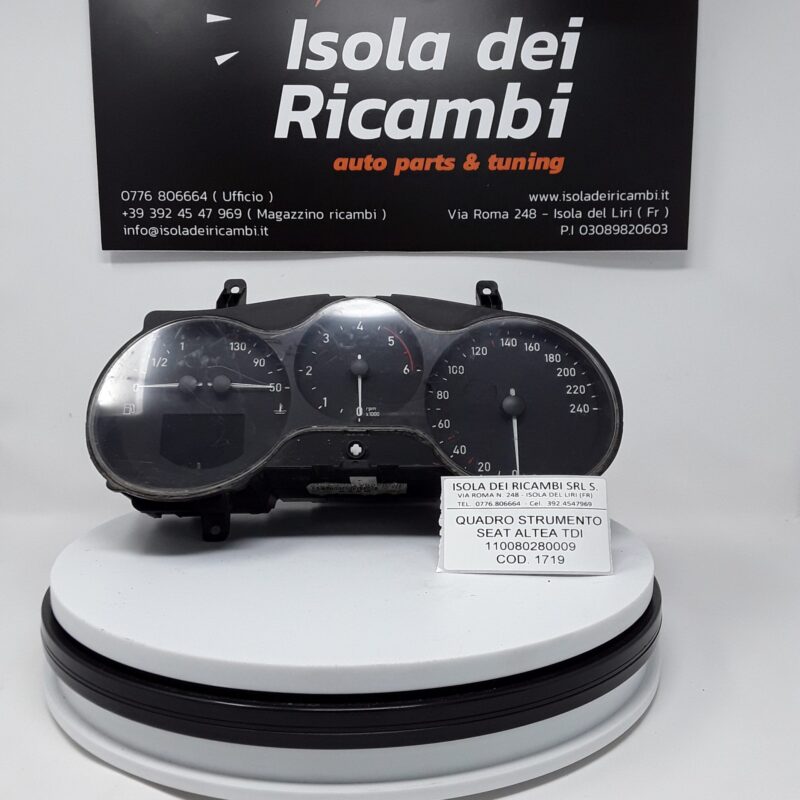 Isola dei
Ricambi
auto parts & tuning
0776 806664 ( Ufficio )
+39 392 45 47 969 ( Magazzino ricambi )
info@isoladeiricambi.it
www.isoladeiricambi.it
Via Roma 248 - Isola del Liri ( Fr )
P.I 03089820603
0 1/2 1
50 90 130
0 1 2 3 4 5 6
rpm
x1000
0 20 40 60 80 100 120 140 160 180 200 220 240
ISOLA DEI RICAMBI SRL S.
VIA ROMA N. 248 - ISOLA DEL LIRI (FR)
TEL. 0776.806664 - Cel. 392.4547969
QUADRO STRUMENTO
SEAT ALTEA TDI
110080280009
COD. 1719